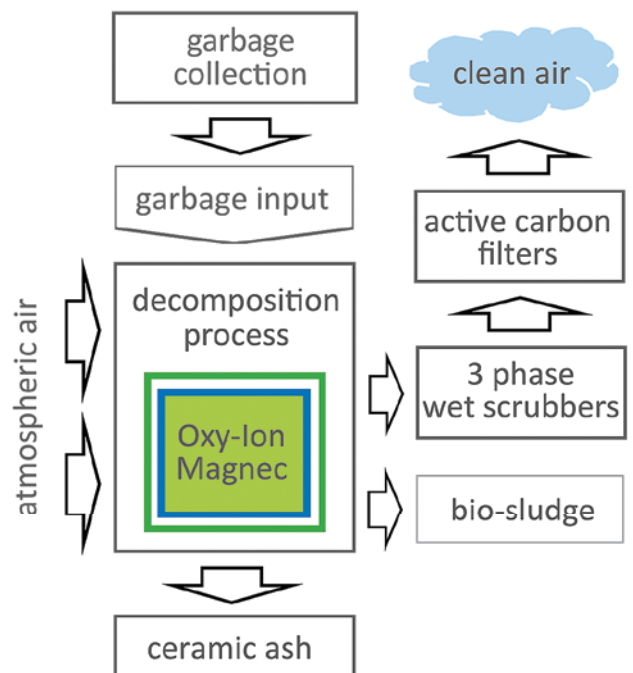 garbage
collection
garbage input
atmospheric air
decomposition
process
Oxy-Ion
Magnec
ceramic ash
clean air
active carbon
filters
3 phase
wet scrubbers
bio-sludge